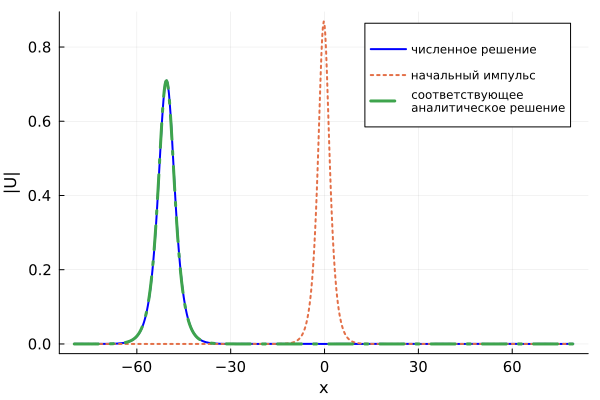 численное решение
начальный импульс
соответствующее
аналитическое решение
|U|
0.8
0.6
0.4
0.2
0.0
−60
−30
0
30
60
x